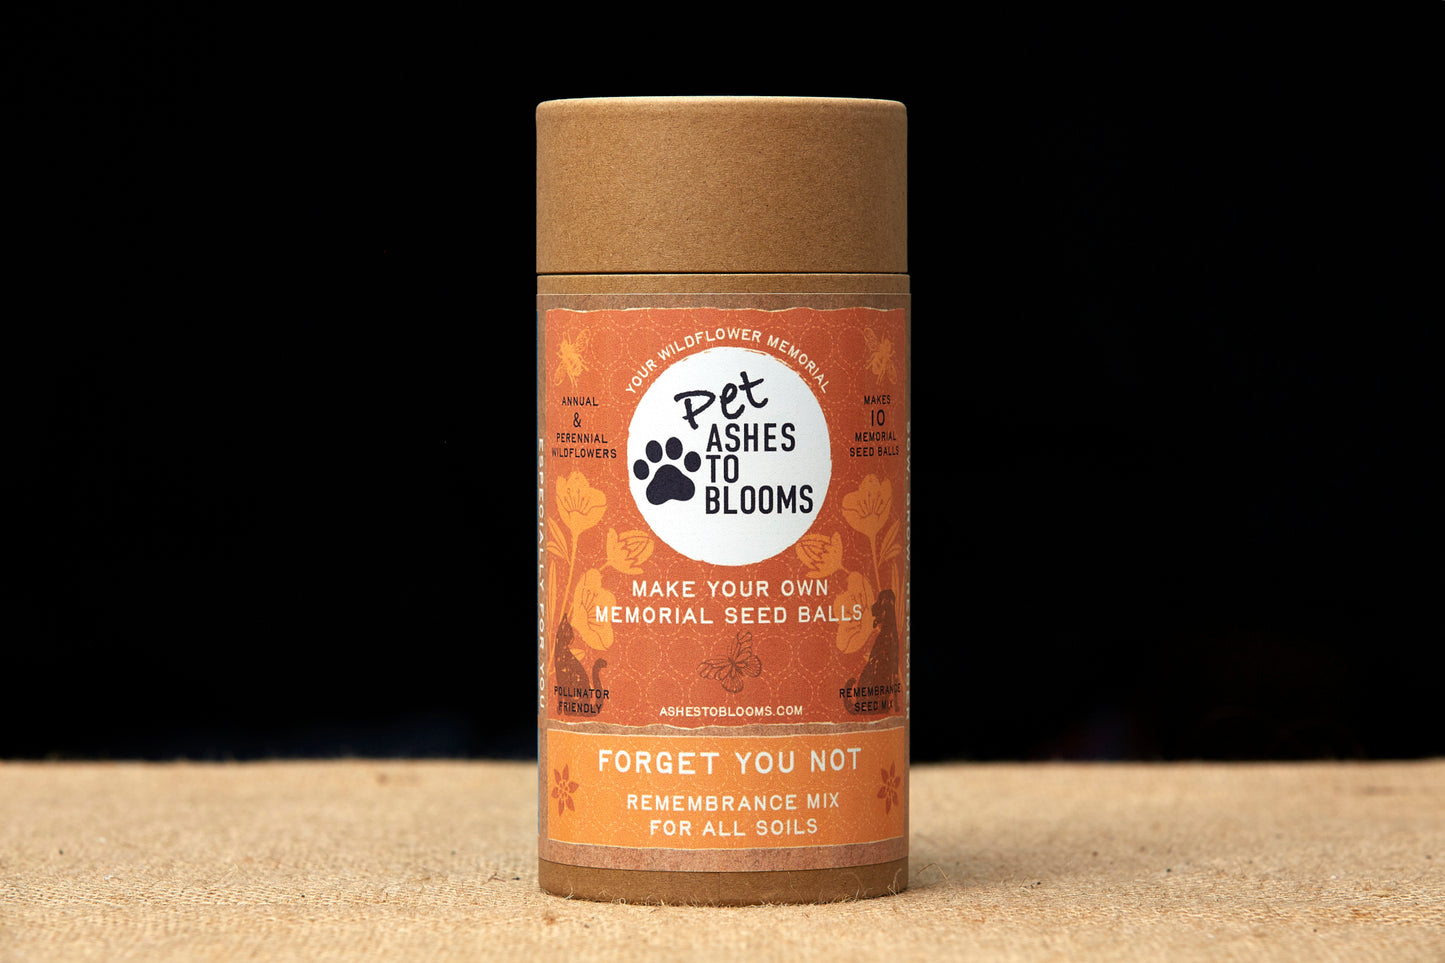 YOUR WILDFLOWER MEMORIAL
Pet
ASHES
TO
BLOOMS
ANNUAL
&
PERENNIAL
WILDFLOWERS
MAKES
10
MEMORIAL
SEED BALLS
MAKE YOUR OWN
MEMORIAL SEED BALLS
POLLINATOR
FRIENDLY
REMEMBRANCE
SEED MIX
ASHESTOBLOOMS.COM
FORGET YOU NOT
REMEMBRANCE MIX
FOR ALL SOILS
ESPECIALLY FOR YOU